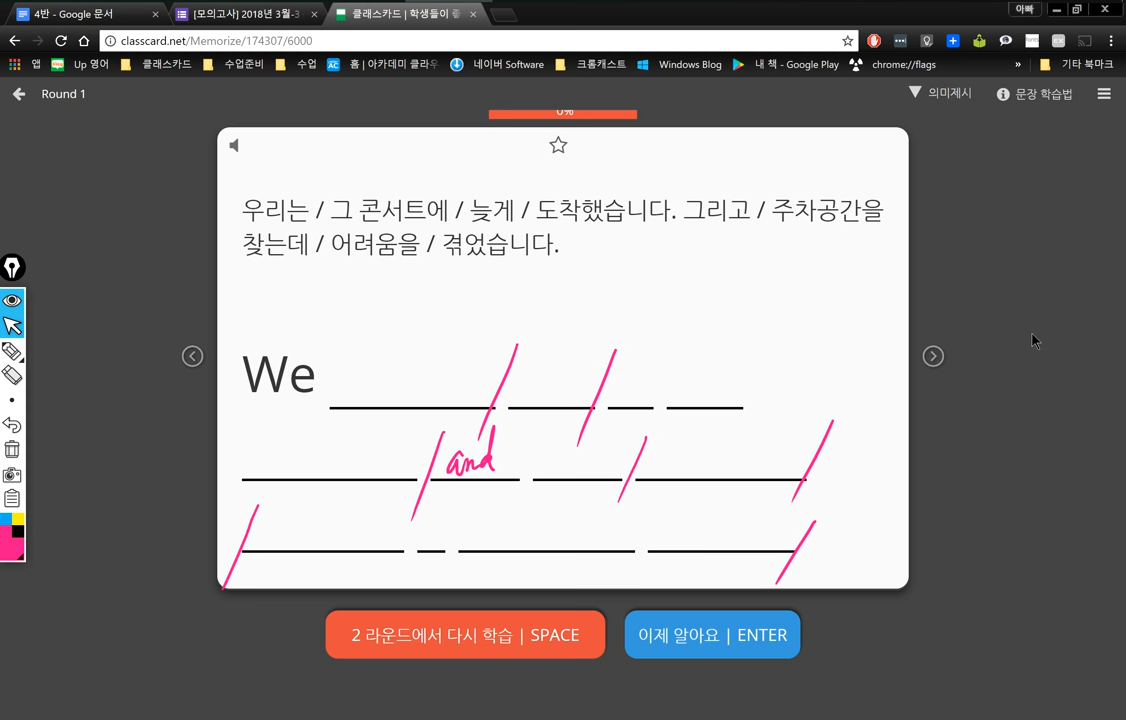 4반 - Google 문서
[모의고사] 2018년 3월-3
클래스카드 | 학생들이 좋
아빠
classcard.net/Memorize/174307/6000
앱
Up 영어
클래스카드
수업준비
수업
홈 | 아카데미 클라우
네이버 Software
크롬캐스트
Windows Blog
내 책 - Google Play
chrome://flags
»
기타 북마크
Round 1
의미제시
문장 학습법
0%
우리는 / 그 콘서트에 / 늦게 / 도착했습니다. 그리고 / 주차공간을
찾는데 / 어려움을 / 겪었습니다.
We
and
2 라운드에서 다시 학습 | SPACE
이제 알아요 | ENTER